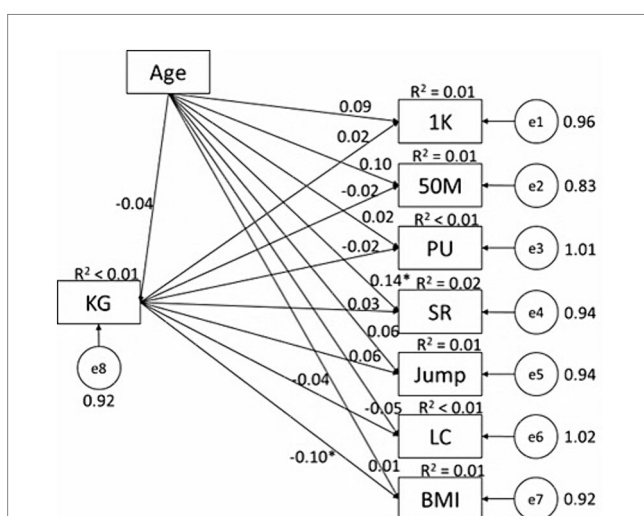 Age
R² = 0.01
0.09
1K
e1
0.96
0.02
R² = 0.01
0.10
50M
e2
0.83
-0.02
R² < 0.01
0.02
PU
e3
1.01
-0.04
-0.02
R² < 0.01
KG
0.14*
R² = 0.02
0.03
SR
e4
0.94
0.06
R² = 0.01
0.06
Jump
e5
0.94
e8
0.92
-0.04
-0.05
R² < 0.01
LC
e6
1.02
-0.10*
0.01
R² = 0.01
BMI
e7
0.92